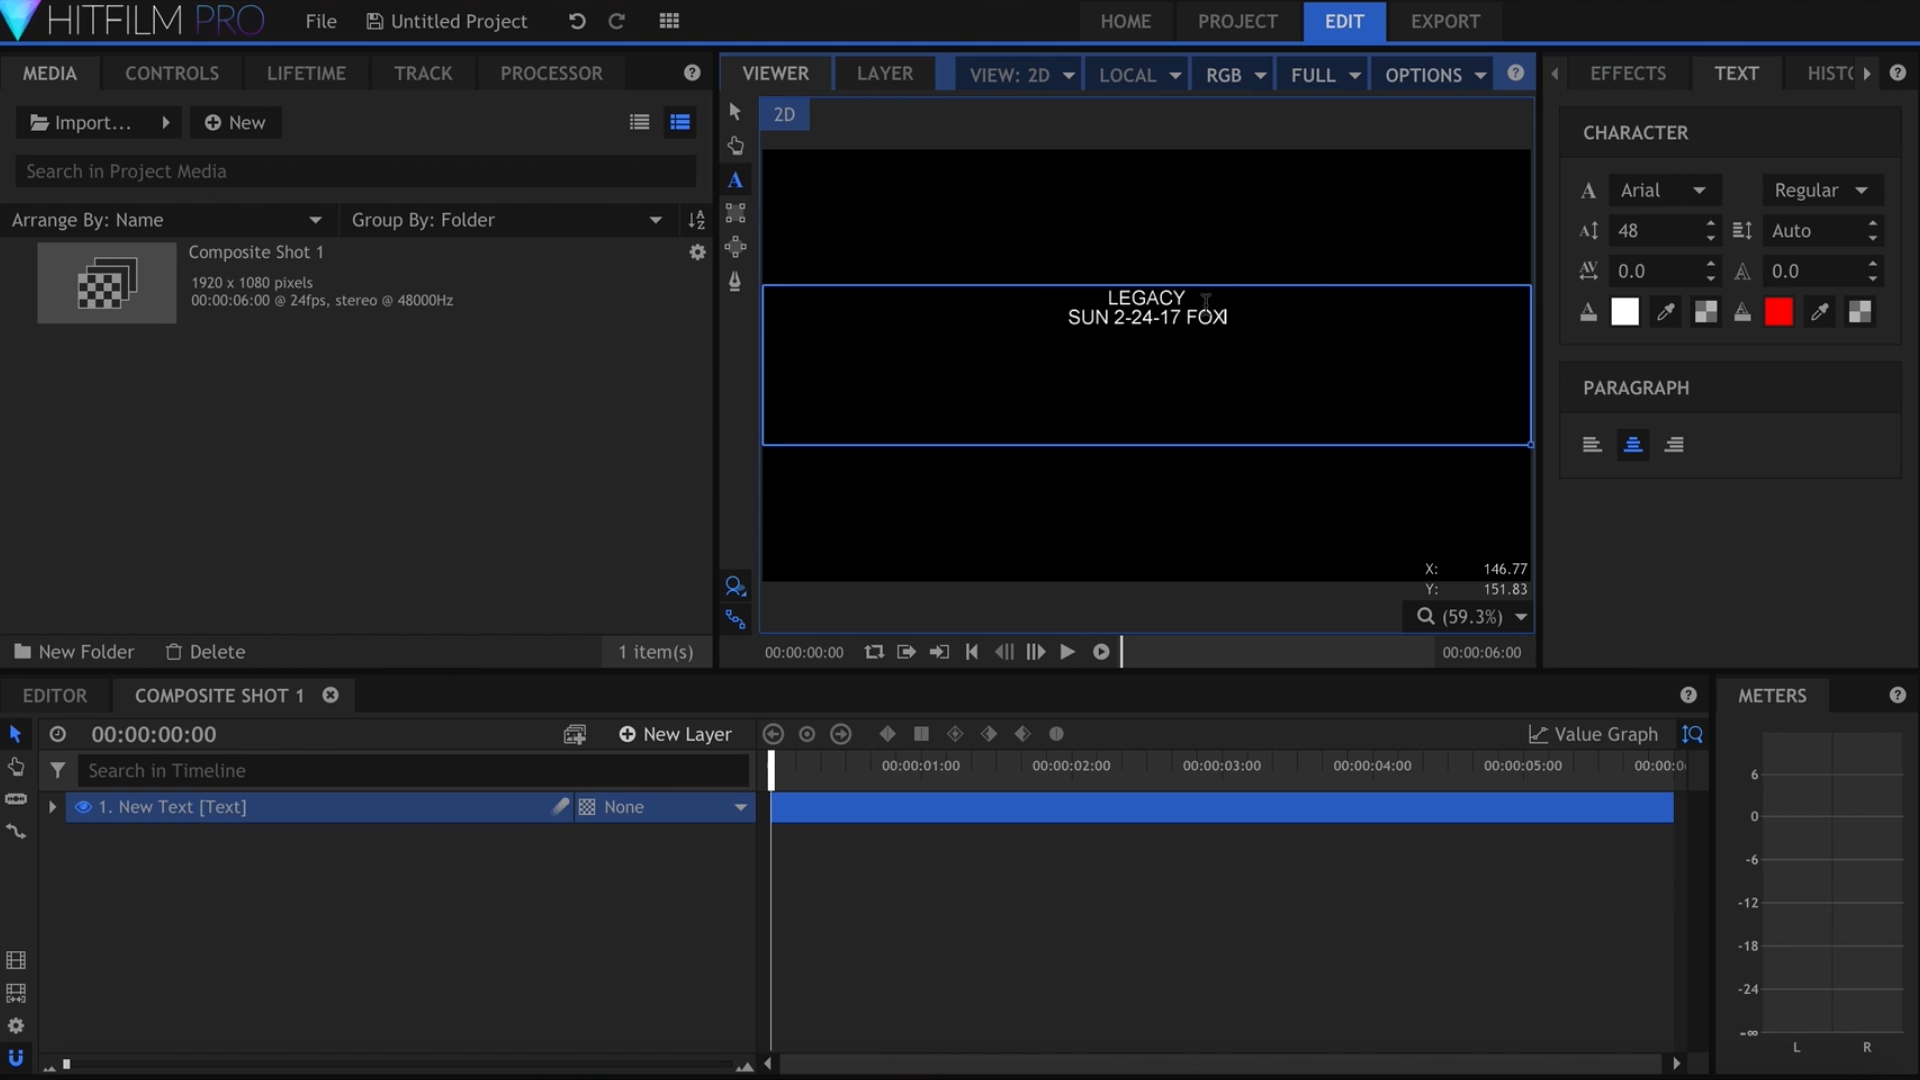 HITFILM PRO
File
Untitled Project
HOME
PROJECT
EDIT
EXPORT
MEDIA
CONTROLS
LIFETIME
TRACK
PROCESSOR
?
Import...
New
Search in Project Media
Arrange By: Name
Group By: Folder
Composite Shot 1
1920 x 1080 pixels
00:00:06:00 @ 24fps, stereo @ 48000Hz
New Folder
Delete
1 item(s)
VIEWER
LAYER
VIEW: 2D
LOCAL
RGB
FULL
OPTIONS
?
2D
LEGACY
SUN 2-24-17 FOX
X: 146.77
Y: 151.83
(59.3%)
00:00:00:00
00:00:06:00
EFFECTS
TEXT
HISTO
?
CHARACTER
Arial
Regular
48
Auto
0.0
0.0
PARAGRAPH
EDITOR
COMPOSITE SHOT 1
?
00:00:00:00
New Layer
Value Graph
Search in Timeline
00:00:01:00
00:00:02:00
00:00:03:00
00:00:04:00
00:00:05:00
00:00:0
1. New Text [Text]
None
METERS
?
6
0
-6
-12
-18
-24
-∞
L
R